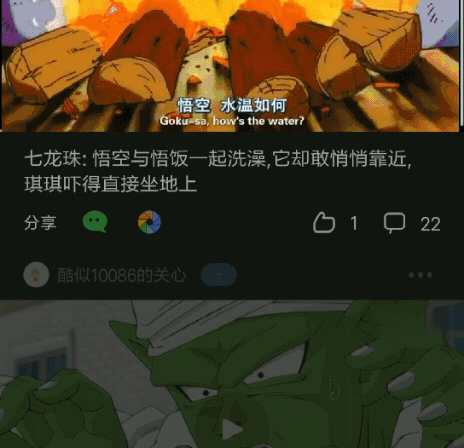 悟空 水温如何
Goku-sa, how's the water?
七龙珠: 悟空与悟饭一起洗澡,它却敢悄悄靠近,
琪琪吓得直接坐地上
分享
1
22
酷似10086的关心